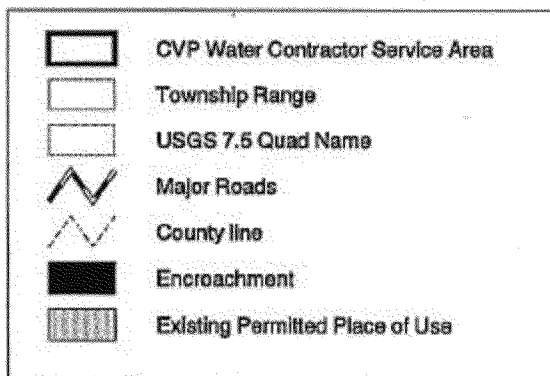 CVP Water Contractor Service Area
Township Range
USGS 7.5 Quad Name
Major Roads
County line
Encroachment
Existing Permitted Place of Use